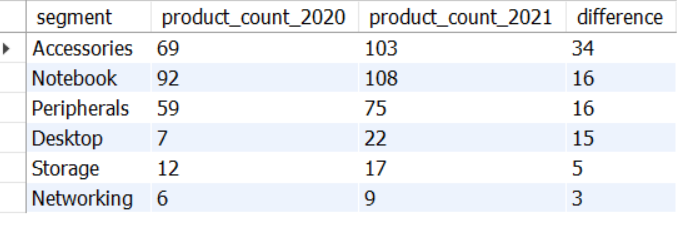 segment product_count_2020 product_count_2021 difference
Accessories 69 103 34
Notebook 92 108 16
Peripherals 59 75 16
Desktop 7 22 15
Storage 12 17 5
Networking 6 9 3